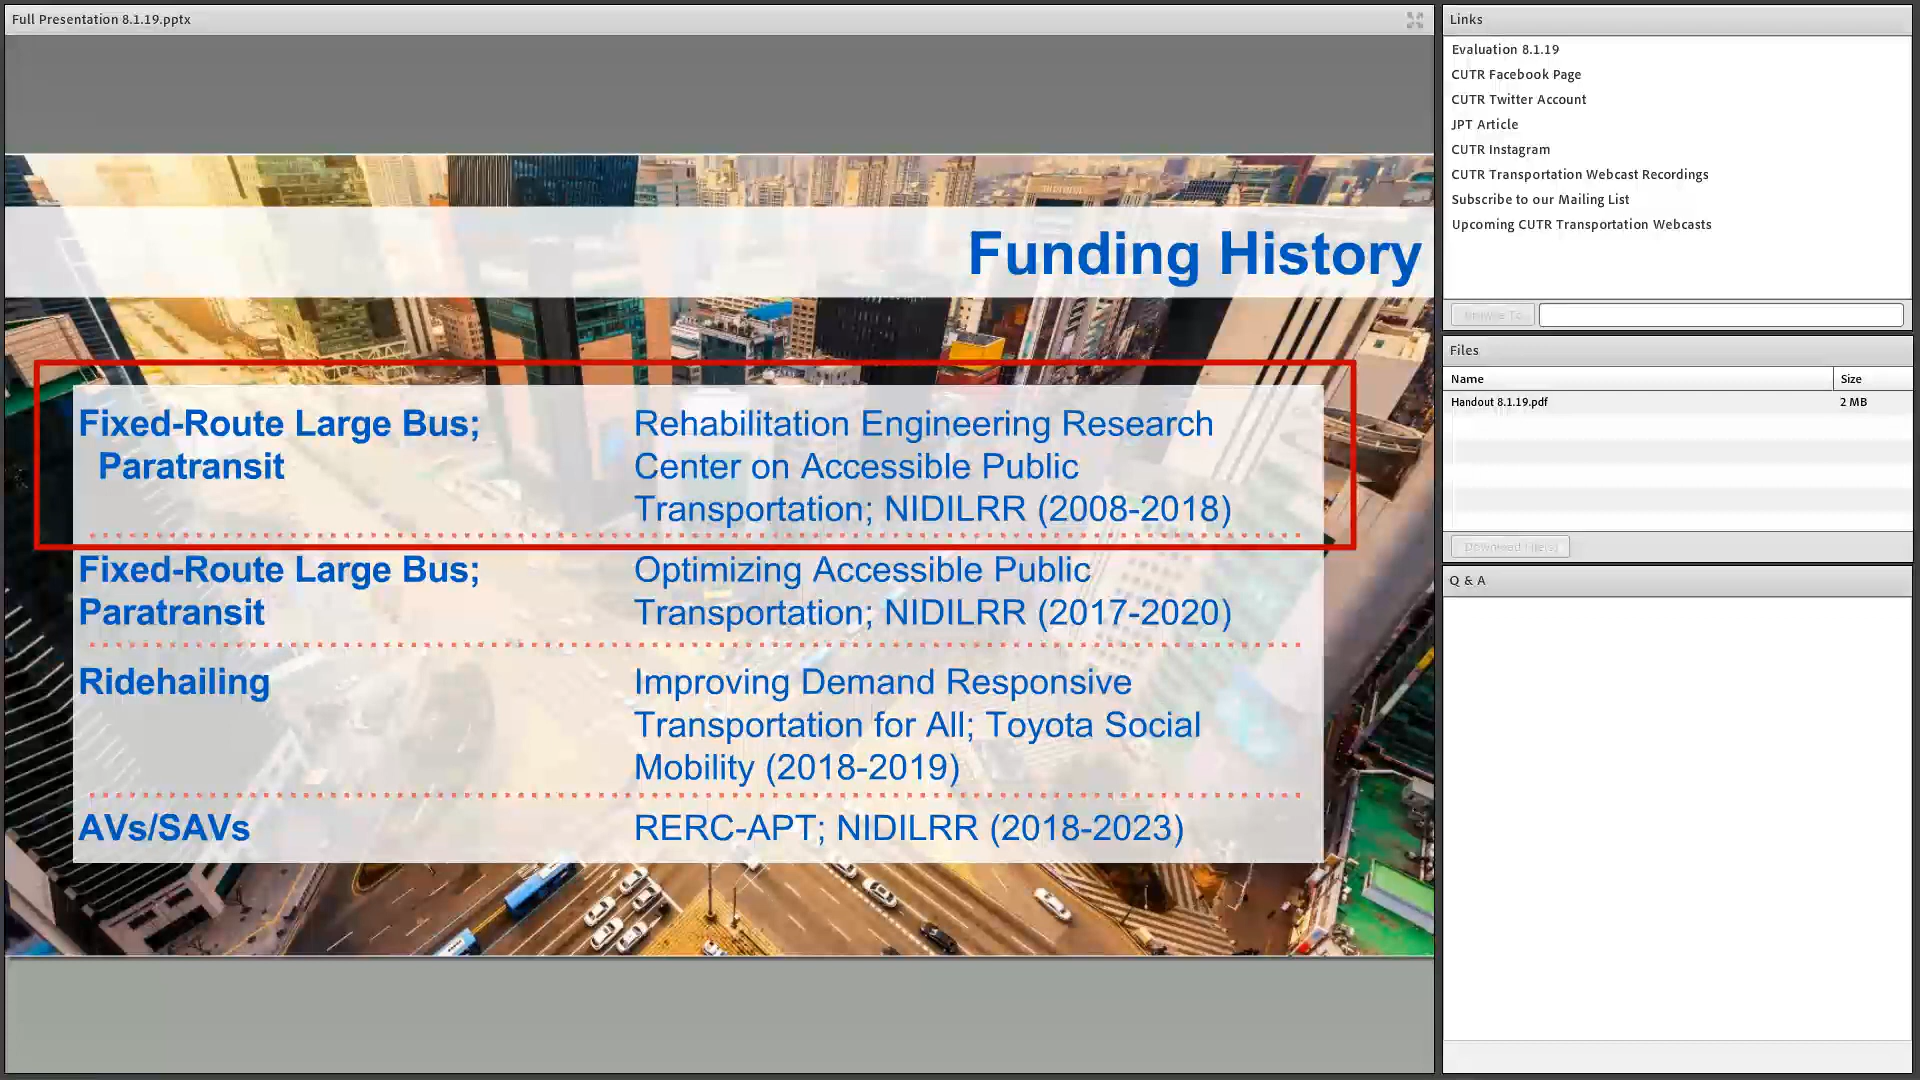 Full Presentation 8.1.19.pptx
Funding History
Fixed-Route Large Bus;
Paratransit
Rehabilitation Engineering Research
Center on Accessible Public
Transportation; NIDILRR (2008-2018)
Fixed-Route Large Bus;
Paratransit
Optimizing Accessible Public
Transportation; NIDILRR (2017-2020)
Ridehailing
Improving Demand Responsive
Transportation for All; Toyota Social
Mobility (2018-2019)
AVs/SAVs
RERC-APT; NIDILRR (2018-2023)
Links
Evaluation 8.1.19
CUTR Facebook Page
CUTR Twitter Account
JPT Article
CUTR Instagram
CUTR Transportation Webcast Recordings
Subscribe to our Mailing List
Upcoming CUTR Transportation Webcasts
Browse To
Files
Name Size
Handout 8.1.19.pdf 2 MB
Download File(s)
Q & A